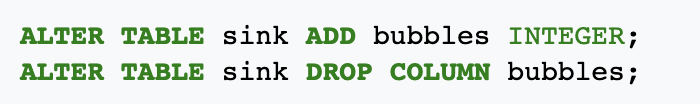 ALTER TABLE sink ADD bubbles INTEGER;
ALTER TABLE sink DROP COLUMN bubbles;